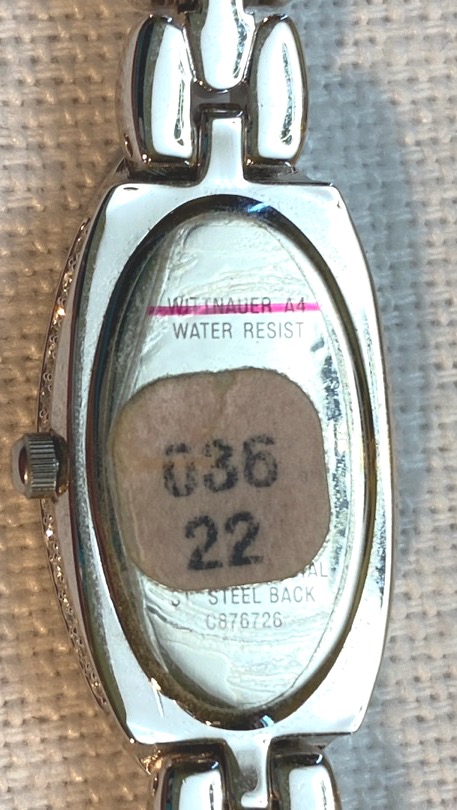 WITTNAUER A4
WATER RESIST
036
22
STEEL BACK
C876726